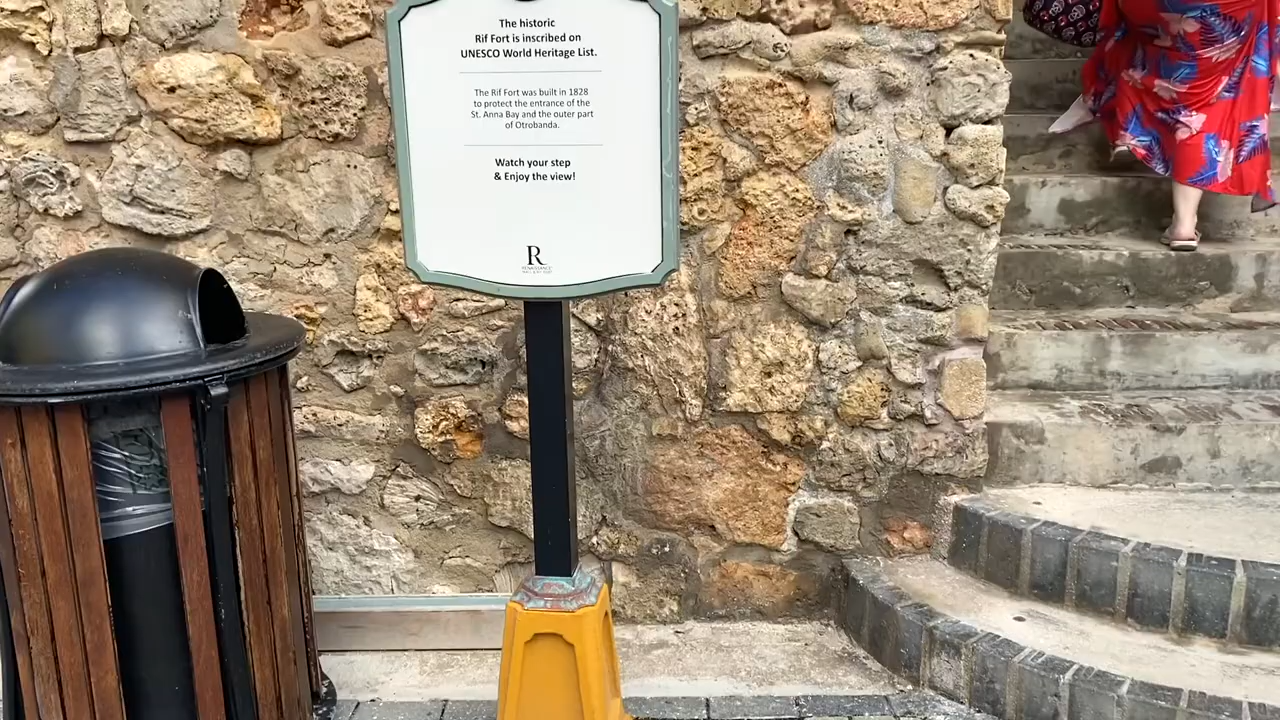 The historic
Rif Fort is inscribed on
UNESCO World Heritage List.
The Rif Fort was built in 1828
to protect the entrance of the
St. Anna Bay and the outer part
of Otrobanda.
Watch your step
& Enjoy the view!
R
RENAISSANCE